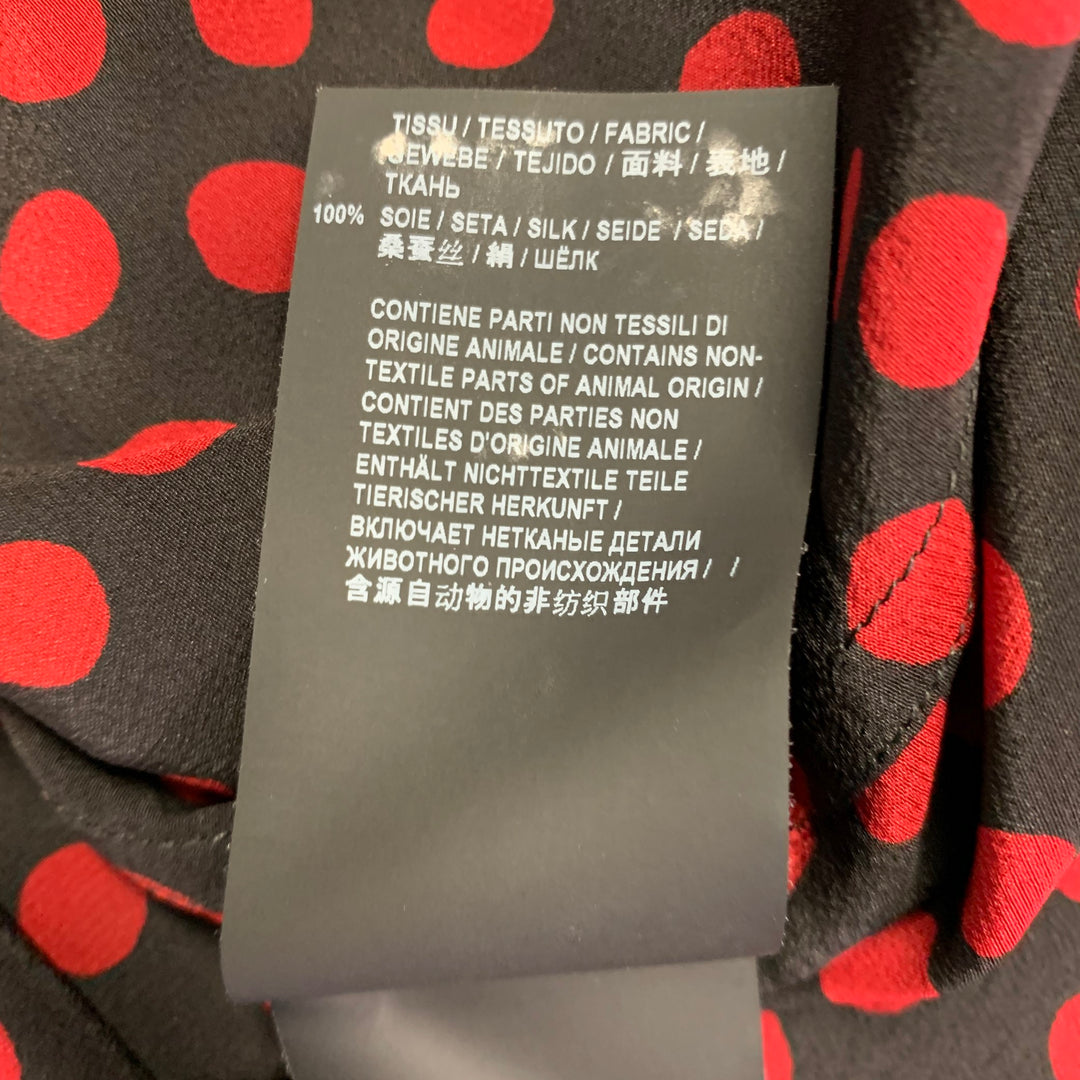 TISSU / TESSUTO / FABRIC /
GEWEBE / TEJIDO / 面料 / 表地 /
ТКАНЬ
100% SOIE / SETA / SILK / SEIDE / SEDA /
桑蚕丝 / 絹 / ШЁЛК
CONTIENE PARTI NON TESSILI DI
ORIGINE ANIMALE / CONTAINS NON-
TEXTILE PARTS OF ANIMAL ORIGIN /
CONTIENT DES PARTIES NON
TEXTILES D'ORIGINE ANIMALE /
ENTHÄLT NICHTTEXTILE TEILE
TIERISCHER HERKUNFT /
ВКЛЮЧАЕТ НЕТКАНЫЕ ДЕТАЛИ
ЖИВОТНОГО ПРОИСХОЖДЕНИЯ / /
含源自动物的非纺织部件